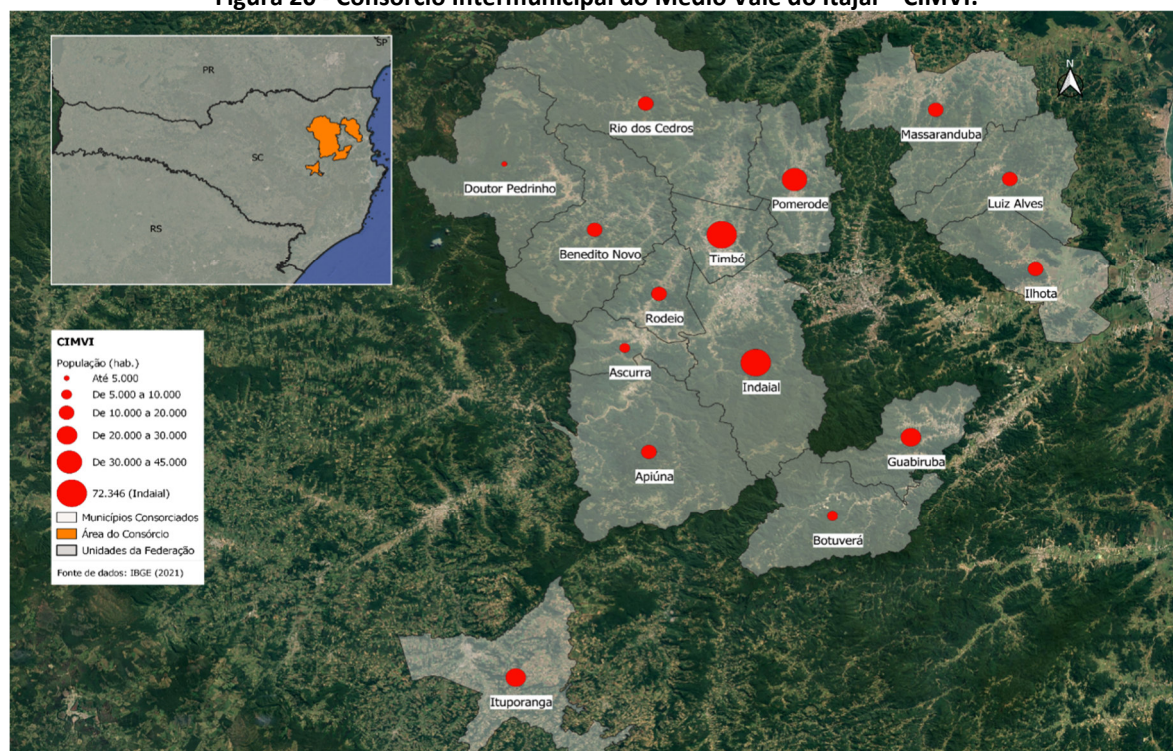 Figura 20 - Consórcio Intermunicipal do Médio Vale do Itajaí – CIMVI.
SP
PR
SC
RS
N
Rio dos Cedros
Massaranduba
Doutor Pedrinho
Pomerode
Luiz Alves
Benedito Novo
Timbó
Ilhota
Rodeio
Ascurra
Indaial
Guabiruba
Apiúna
Botuverá
Ituporanga
CIMVI
População (hab.)
Até 5.000
De 5.000 a 10.000
De 10.000 a 20.000
De 20.000 a 30.000
De 30.000 a 45.000
72.346 (Indaial)
Municípios Consorciados
Área do Consórcio
Unidades da Federação
Fonte de dados: IBGE (2021)